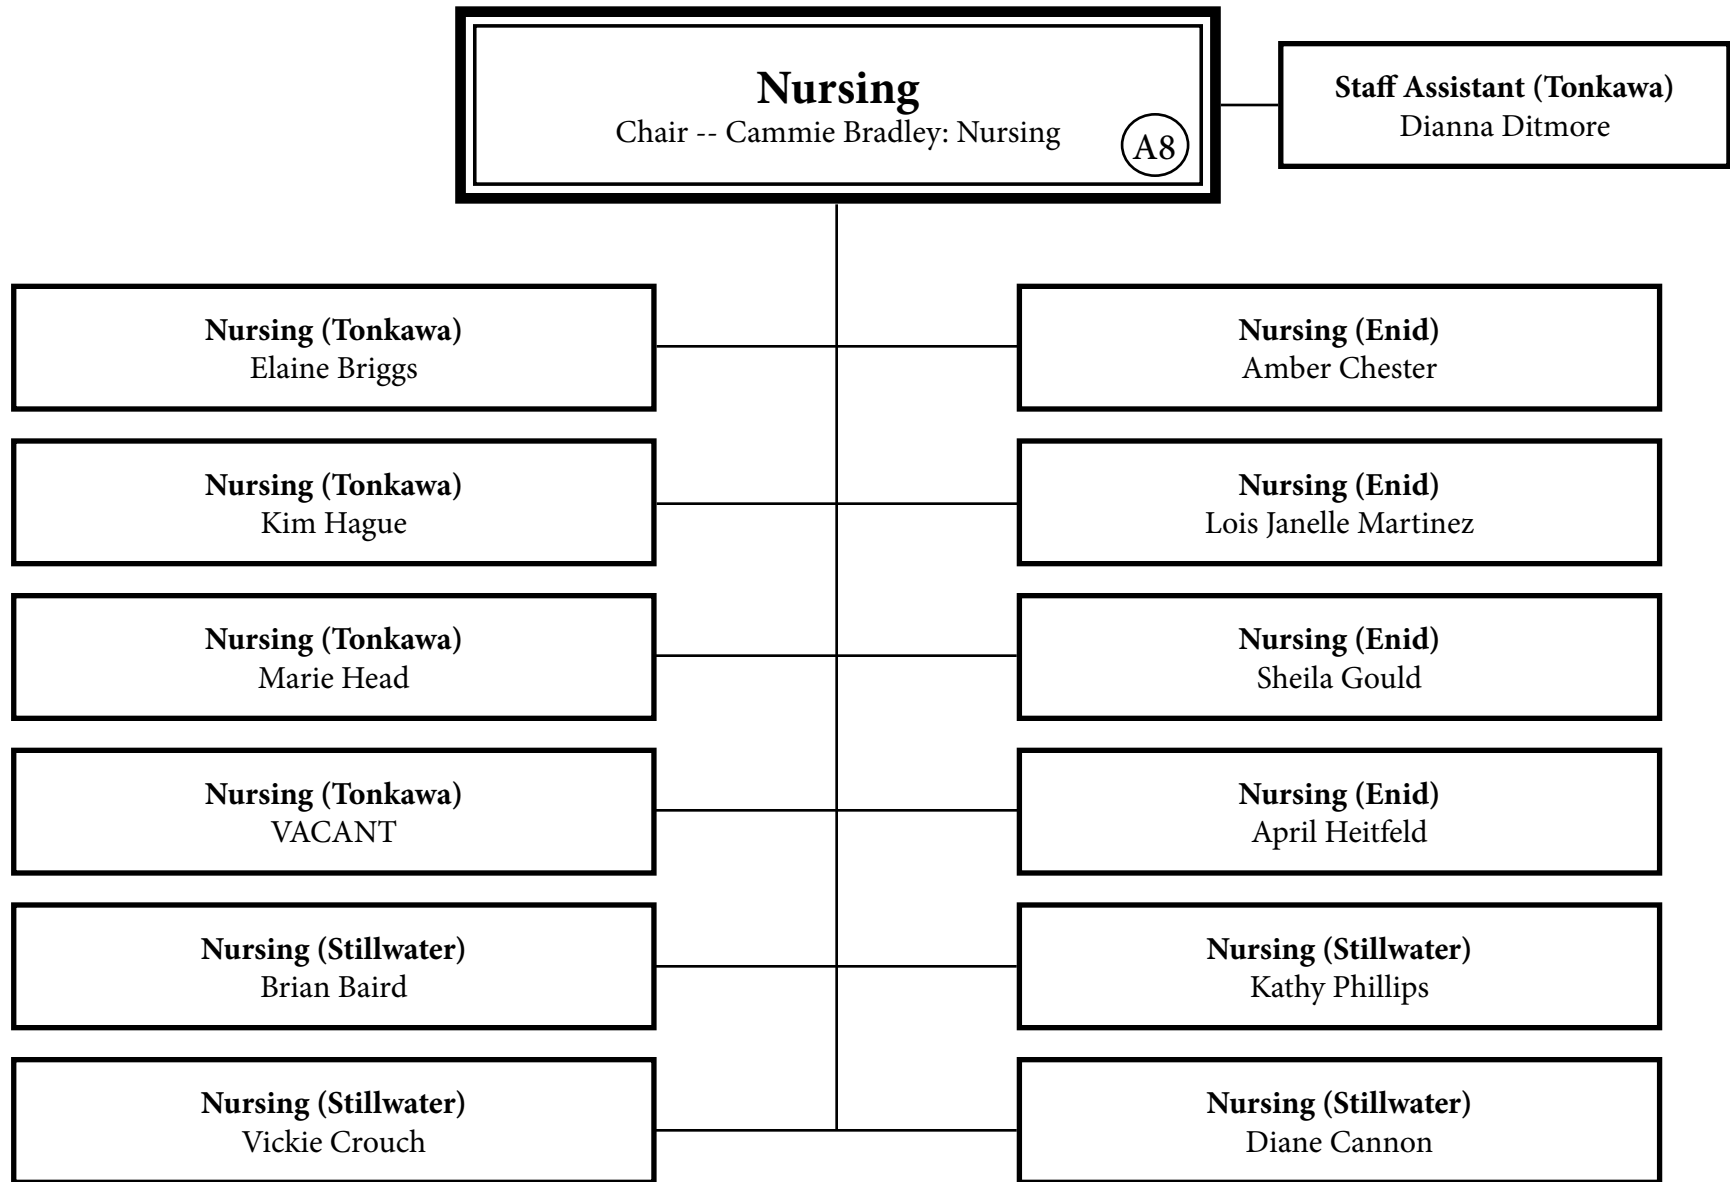 Nursing
Chair -- Cammie Bradley: Nursing
A8
Staff Assistant (Tonkawa)
Dianna Ditmore
Nursing (Tonkawa)
Elaine Briggs
Nursing (Enid)
Amber Chester
Nursing (Tonkawa)
Kim Hague
Nursing (Enid)
Lois Janelle Martinez
Nursing (Tonkawa)
Marie Head
Nursing (Enid)
Sheila Gould
Nursing (Tonkawa)
VACANT
Nursing (Enid)
April Heitfeld
Nursing (Stillwater)
Brian Baird
Nursing (Stillwater)
Kathy Phillips
Nursing (Stillwater)
Vickie Crouch
Nursing (Stillwater)
Diane Cannon